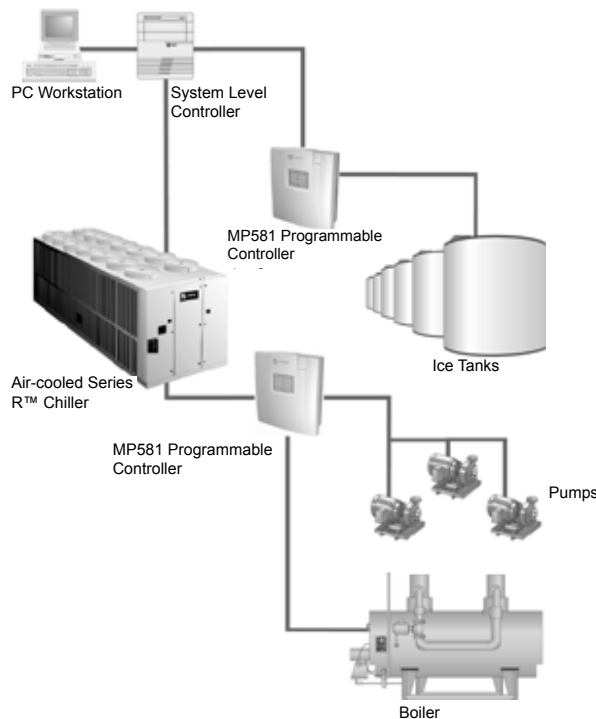 PC Workstation
System Level
Controller
MP581 Programmable
Controller
Ice Tanks
Air-cooled Series
R™ Chiller
MP581 Programmable
Controller
Pumps
Boiler